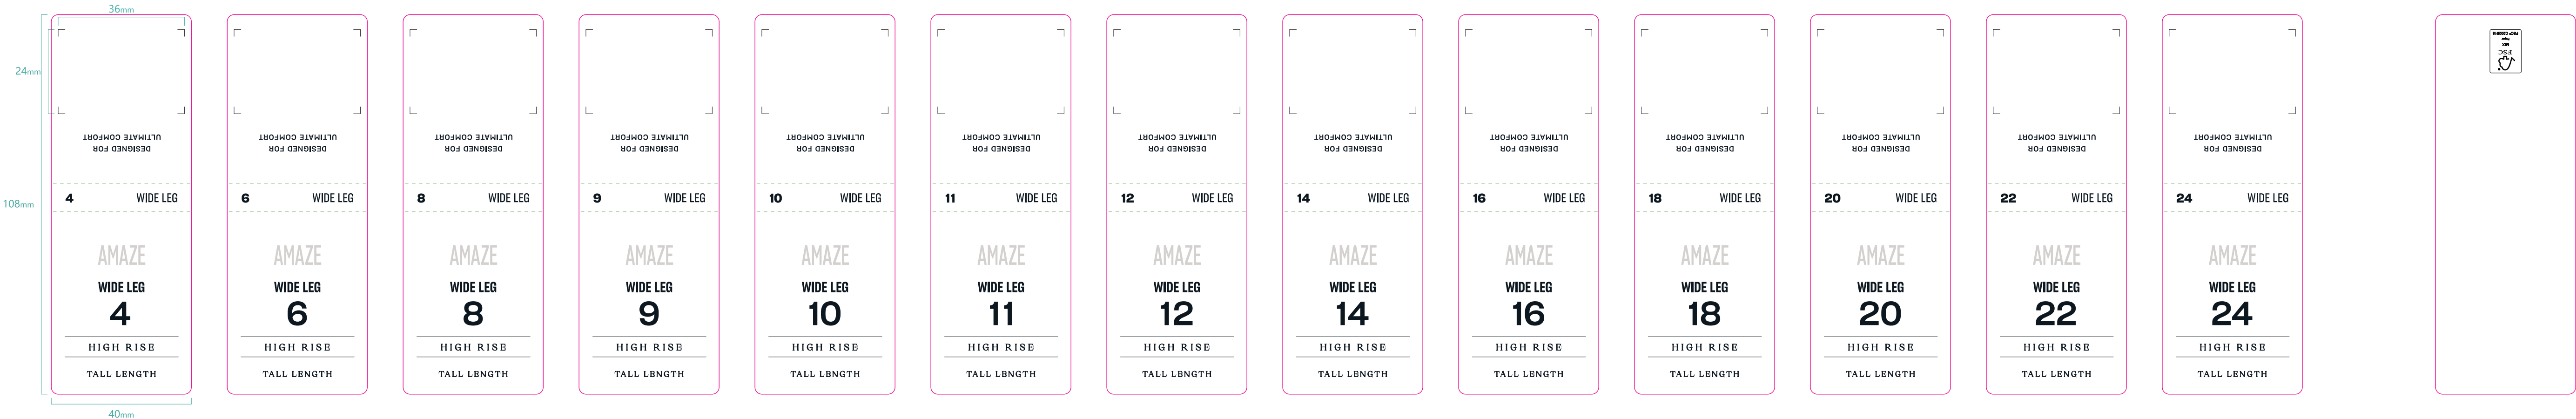 36mm
24mm
108mm
40mm
DESIGNED FOR
ULTIMATE COMFORT
4 WIDE LEG
AMAZE
WIDE LEG
4
HIGH RISE
TALL LENGTH
DESIGNED FOR
ULTIMATE COMFORT
6 WIDE LEG
AMAZE
WIDE LEG
6
HIGH RISE
TALL LENGTH
DESIGNED FOR
ULTIMATE COMFORT
8 WIDE LEG
AMAZE
WIDE LEG
8
HIGH RISE
TALL LENGTH
DESIGNED FOR
ULTIMATE COMFORT
9 WIDE LEG
AMAZE
WIDE LEG
9
HIGH RISE
TALL LENGTH
DESIGNED FOR
ULTIMATE COMFORT
10 WIDE LEG
AMAZE
WIDE LEG
10
HIGH RISE
TALL LENGTH
DESIGNED FOR
ULTIMATE COMFORT
11 WIDE LEG
AMAZE
WIDE LEG
11
HIGH RISE
TALL LENGTH
DESIGNED FOR
ULTIMATE COMFORT
12 WIDE LEG
AMAZE
WIDE LEG
12
HIGH RISE
TALL LENGTH
DESIGNED FOR
ULTIMATE COMFORT
14 WIDE LEG
AMAZE
WIDE LEG
14
HIGH RISE
TALL LENGTH
DESIGNED FOR
ULTIMATE COMFORT
16 WIDE LEG
AMAZE
WIDE LEG
16
HIGH RISE
TALL LENGTH
DESIGNED FOR
ULTIMATE COMFORT
18 WIDE LEG
AMAZE
WIDE LEG
18
HIGH RISE
TALL LENGTH
DESIGNED FOR
ULTIMATE COMFORT
20 WIDE LEG
AMAZE
WIDE LEG
20
HIGH RISE
TALL LENGTH
DESIGNED FOR
ULTIMATE COMFORT
22 WIDE LEG
AMAZE
WIDE LEG
22
HIGH RISE
TALL LENGTH
DESIGNED FOR
ULTIMATE COMFORT
24 WIDE LEG
AMAZE
WIDE LEG
24
HIGH RISE
TALL LENGTH
FSC
MIX
Paper